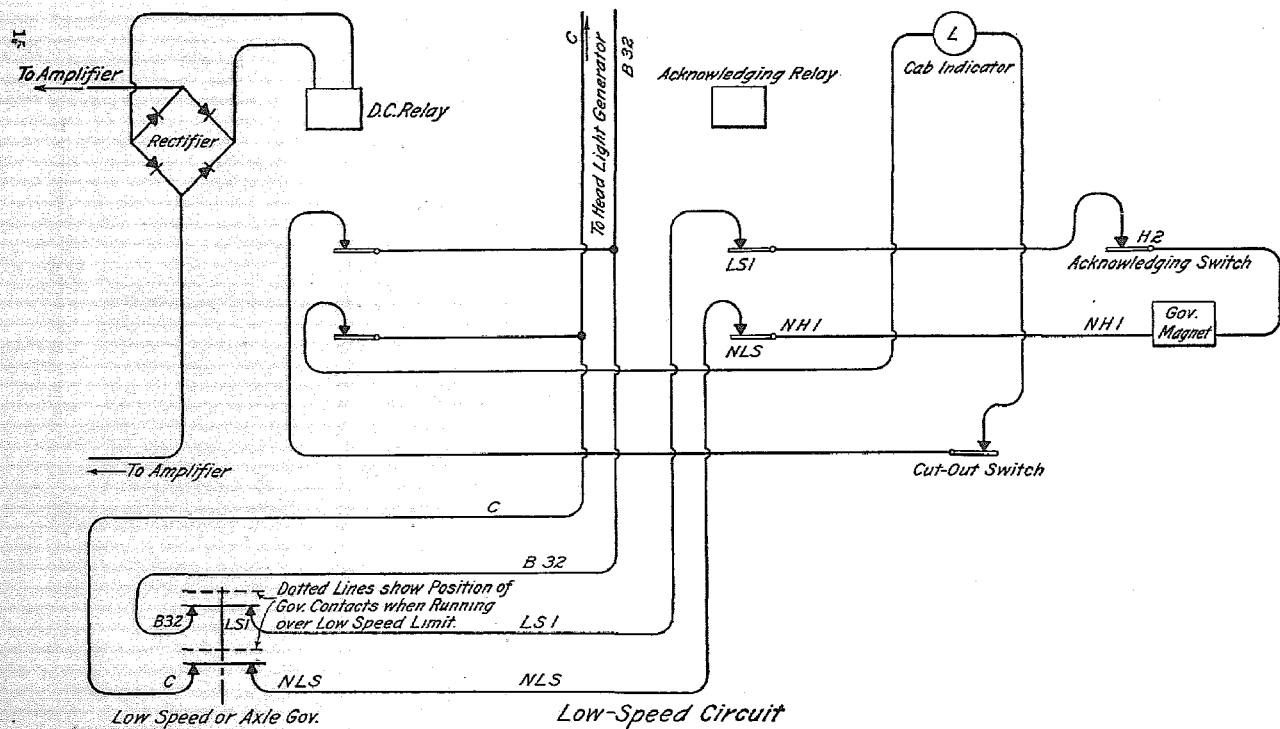 15
To Amplifier
Rectifier
D.C. Relay
C
To Head Light Generator
B 32
Acknowledging Relay
L
Cab Indicator
LS1
H2
Acknowledging Switch
NH1
NLS
NH1
Gov. Magnet
To Amplifier
Cut-Out Switch
C
B 32
Dotted Lines show Position of
Gov. Contacts when Running
over Low Speed Limit
B32
LS1
LS1
C
NLS
NLS
Low Speed or Axle Gov.
Low-Speed Circuit